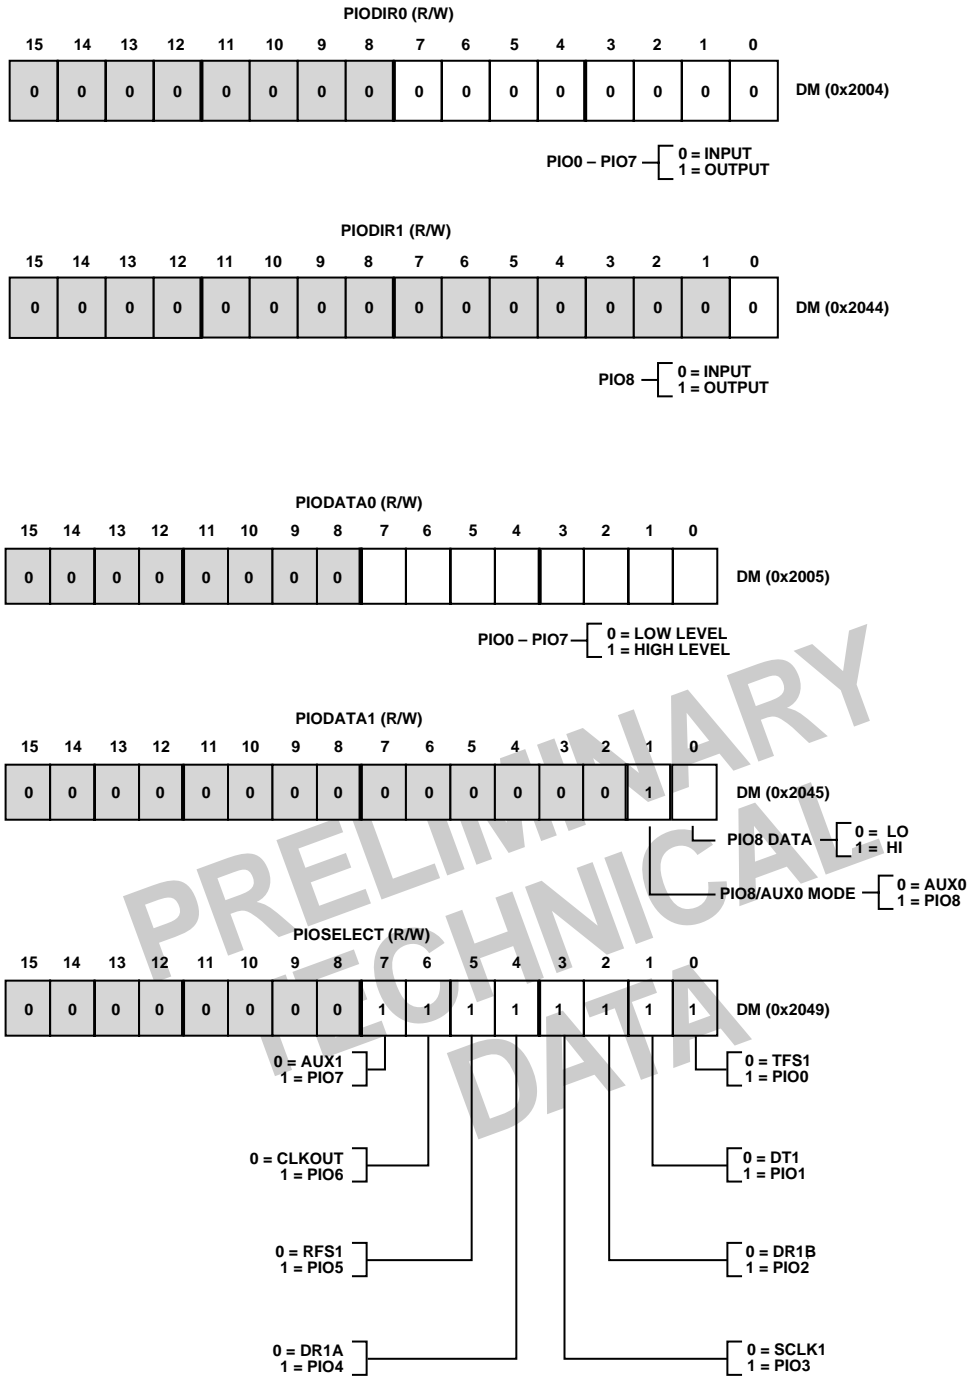 PIODIR0 (R/W)
15 14 13 12 11 10 9 8 7 6 5 4 3 2 1 0
0 0 0 0 0 0 0 0 0 0 0 0 0 0 0 0 DM (0x2004)
PIO0 – PIO7 0 = INPUT
1 = OUTPUT
PIODIR1 (R/W)
15 14 13 12 11 10 9 8 7 6 5 4 3 2 1 0
0 0 0 0 0 0 0 0 0 0 0 0 0 0 0 0 DM (0x2044)
PIO8 0 = INPUT
1 = OUTPUT
PIODATA0 (R/W)
15 14 13 12 11 10 9 8 7 6 5 4 3 2 1 0
0 0 0 0 0 0 0 0 DM (0x2005)
PIO0 – PIO7 0 = LOW LEVEL
1 = HIGH LEVEL
PIODATA1 (R/W)
15 14 13 12 11 10 9 8 7 6 5 4 3 2 1 0
0 0 0 0 0 0 0 0 0 0 0 0 0 0 1 DM (0x2045)
PIO8 DATA 0 = LO
1 = HI
PIO8/AUX0 MODE 0 = AUX0
1 = PIO8
PIOSELECT (R/W)
15 14 13 12 11 10 9 8 7 6 5 4 3 2 1 0
0 0 0 0 0 0 0 0 1 1 1 1 1 1 1 1 DM (0x2049)
0 = AUX1
1 = PIO7
0 = TFS1
1 = PIO0
0 = CLKOUT
1 = PIO6
0 = DT1
1 = PIO1
0 = RFS1
1 = PIO5
0 = DR1B
1 = PIO2
0 = DR1A
1 = PIO4
0 = SCLK1
1 = PIO3
PRELIMINARY
TECHNICAL
DATA